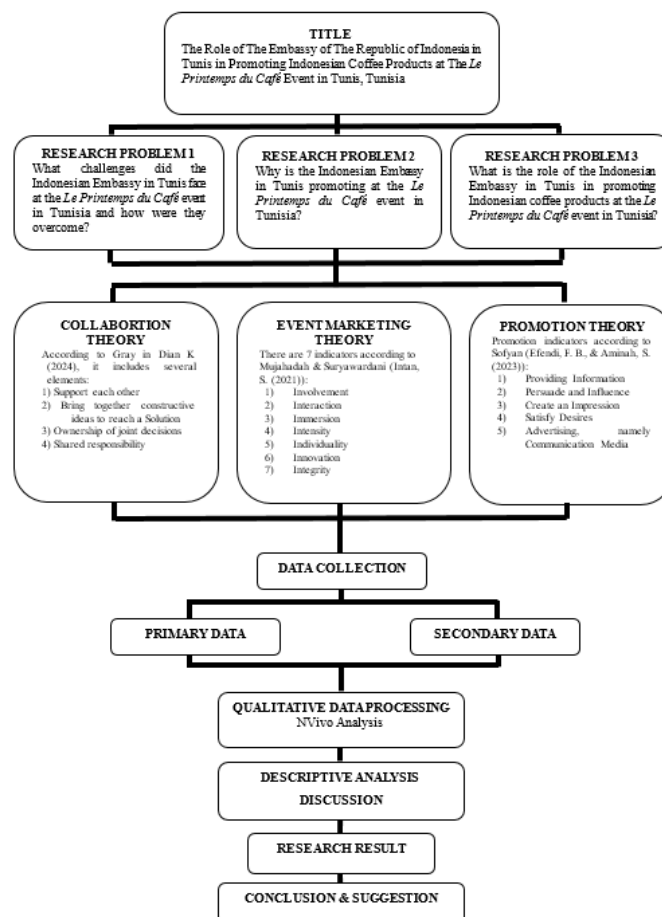 TITLE
The Role of The Embassy of The Republic of Indonesia in
Tunis in Promoting Indonesian Coffee Products at The Le
Printemps du Café Event in Tunis, Tunisia
RESEARCH PROBLEM 1
What challenges did the
Indonesian Embassy in Tunis face
at the Le Printemps du Café event
in Tunisia and how were they
overcome?
RESEARCH PROBLEM 2
Why is the Indonesian Embassy
in Tunis promoting at the Le
Printemps du Café event in
Tunisia?
RESEARCH PROBLEM 3
What is the role of the Indonesian
Embassy in Tunis in promoting
Indonesian coffee products at the Le
Printemps du Café event in Tunisia?
COLLABORTION
THEORY
According to Gray in Dian K
(2024), it includes several
elements:
1) Support each other
2) Bring together constructive
ideas to reach a Solution
3) Ownership of joint decisions
4) Shared responsibility
EVENT MARKETING
THEORY
There are 7 indicators according to
Mujahadah & Suryawardani (Intan,
S. (2021)):
1) Involvement
2) Interaction
3) Immersion
4) Intensity
5) Individuality
6) Innovation
7) Integrity
PROMOTION THEORY
Promotion indicators according to
Sofyan (Efendi, F. B., & Aminah, S.
(2023)):
1) Providing Information
2) Persuade and Influence
3) Create an Impression
4) Satisfy Desires
5) Advertising, namely
Communication Media
DATA COLLECTION
PRIMARY DATA
SECONDARY DATA
QUALITATIVE DATA PROCESSING
NVivo Analysis
DESCRIPTIVE ANALYSIS
DISCUSSION
RESEARCH RESULT
CONCLUSION & SUGGESTION